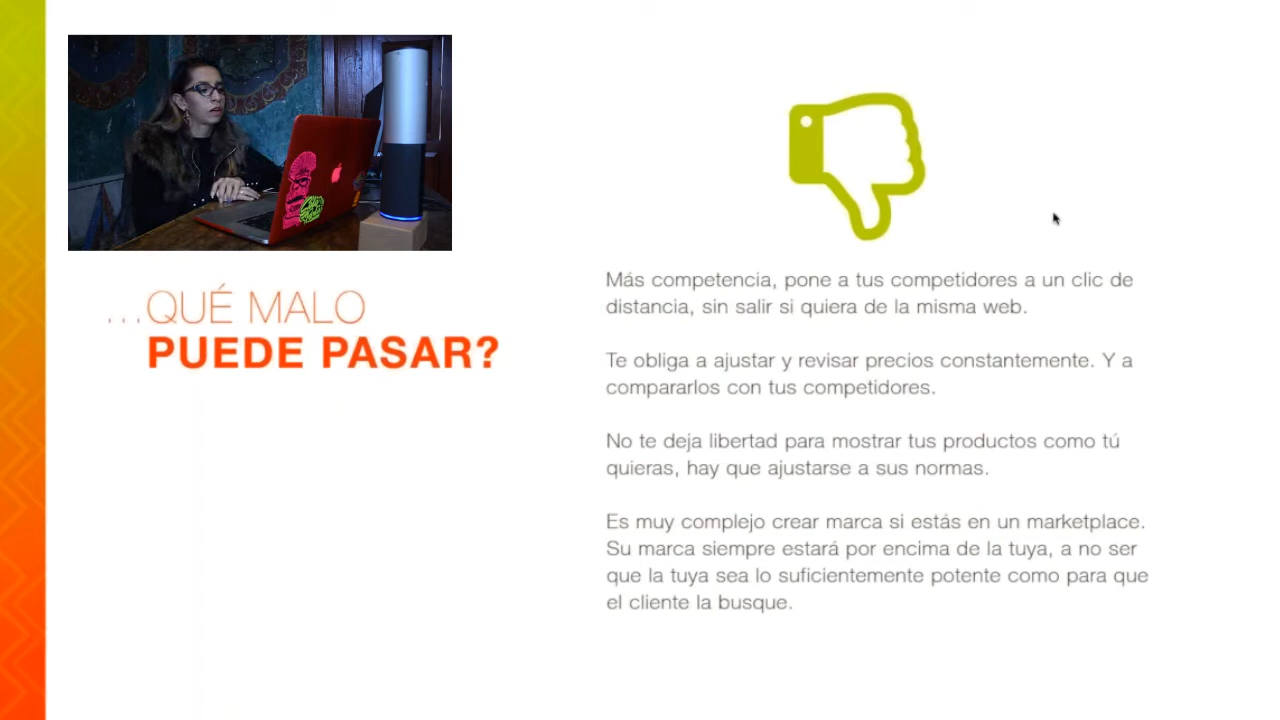 ...QUÉ MALO
PUEDE PASAR?
Más competencia, pone a tus competidores a un clic de
distancia, sin salir si quiera de la misma web.
Te obliga a ajustar y revisar precios constantemente. Y a
compararlos con tus competidores.
No te deja libertad para mostrar tus productos como tú
quieras, hay que ajustarse a sus normas.
Es muy complejo crear marca si estás en un marketplace.
Su marca siempre estará por encima de la tuya, a no ser
que la tuya sea lo suficientemente potente como para que
el cliente la busque.